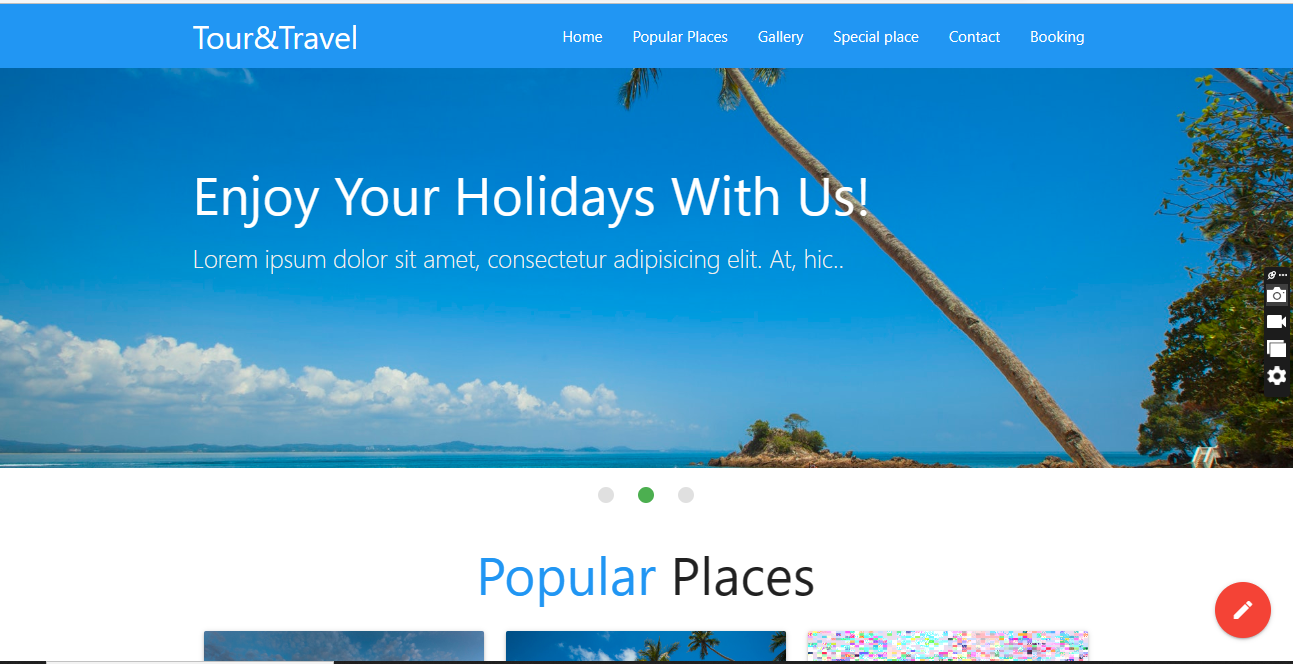 Tour&Travel
Home Popular Places Gallery Special place Contact Booking
Enjoy Your Holidays With Us!
Lorem ipsum dolor sit amet, consectetur adipisicing elit. At, hic..
Popular Places